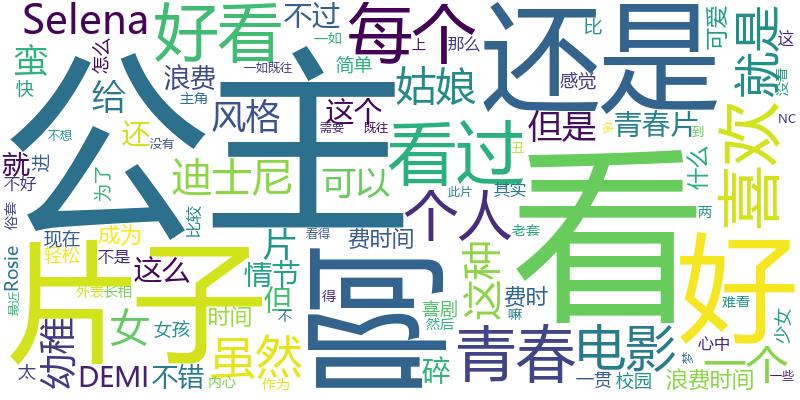 Selena
好看
不过
每个
还是
比
可爱
这
就是
没看
怎么
上
那么
一如
一如既往
简单
蛮
快
浪费
主角
给
姑娘
感觉
风格
这个
需要
既往
但是
青春片
多
到
NC
公主
不想
没有
还
就
进
不好
为了
迪士尼
可以
看过
丑
喜欢
什么
看
俗套
比较
个人
此片
其实
两
现在
成为
轻松
不是
看得
片
费时间
老套
这种
好
Rosie
最近
外表
长相
这么
情节
但
不
得
啊
喜剧
然后
费时
嘛
难看
少女
片子
时间
女
女孩
幼稚
虽然
碎
青春
电影
一个
心中
梦
太
DEMI
不错
内心
作为
一贯
校园
浪费时间
一些